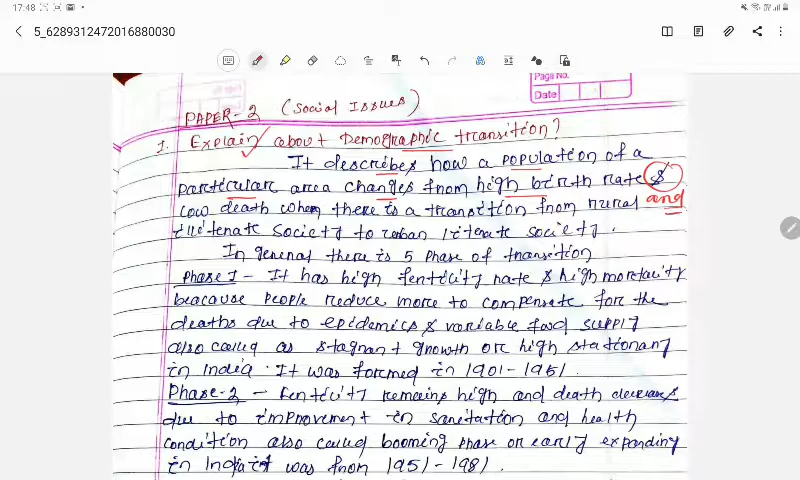 17:48
5_6289312472016880030
Page No.
Date
PAPER-2 (Social Issues)
1. Explain about Demographic transition?
It describes how a population of a
particular area changes from high birth rate &
low death when there is a transition from rural and
illiterate society to urban literate society.
In general there is 5 phase of transition
Phase 1 - It has high fertility rate & high mortality
beacause people reduce more to compensate for the
deaths due to epidemics & variable food supply
also called as stagnant growth or high stationary
in India. It was formed in 1901-1951.
Phase-2 - Fertility remains high and death decreases
due to improvement in sanitation and health
condition also called booming phase or early expanding
in India it was from 1951-1981.